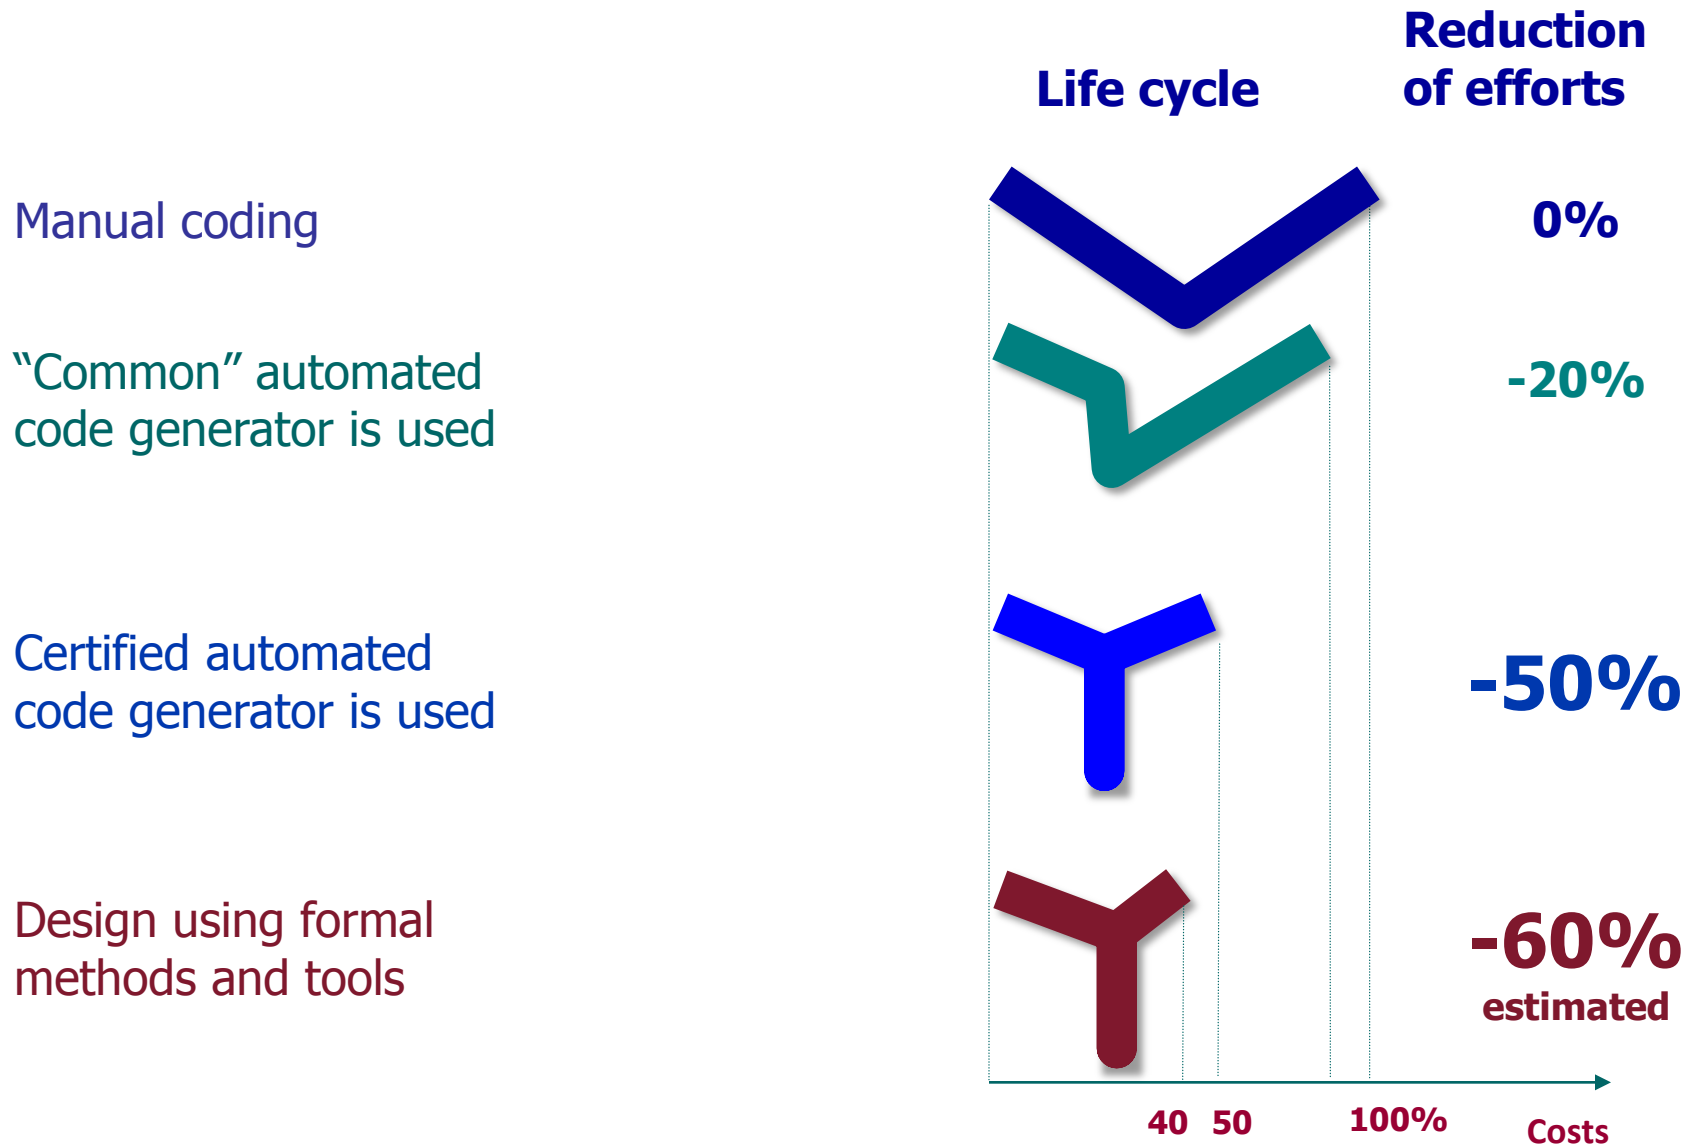 Reduction
of efforts
Life cycle
Manual coding
0%
“Common” automated
code generator is used
-20%
Certified automated
code generator is used
-50%
Design using formal
methods and tools
-60%
estimated
40 50 100% Costs